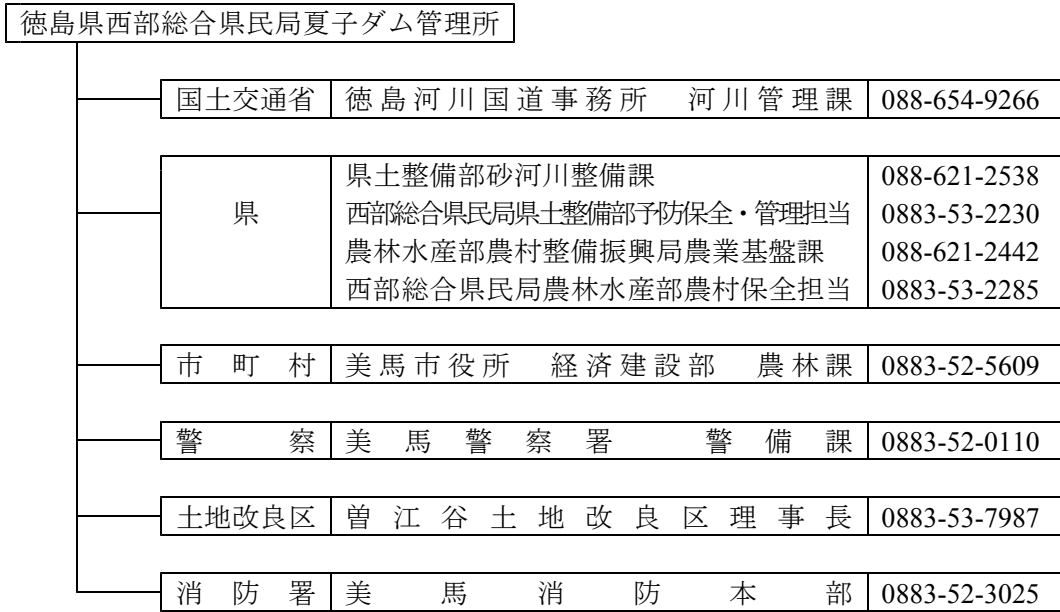 徳島県西部総合県民局夏子ダム管理所
国土交通省 徳島河川国道事務所 河川管理課 088-654-9266
県土整備部砂河川整備課 088-621-2538
県 西部総合県民局県土整備部予防保全・管理担当 0883-53-2230
農林水産部農村整備振興局農業基盤課 088-621-2442
西部総合県民局農林水産部農村保全担当 0883-53-2285
市町村 美馬市役所 経済建設部 農林課 0883-52-5609
警察 美馬警察署 警備課 0883-52-0110
土地改良区 曽江谷土地改良区理事長 0883-53-7987
消防署 美馬消防本部 0883-52-3025